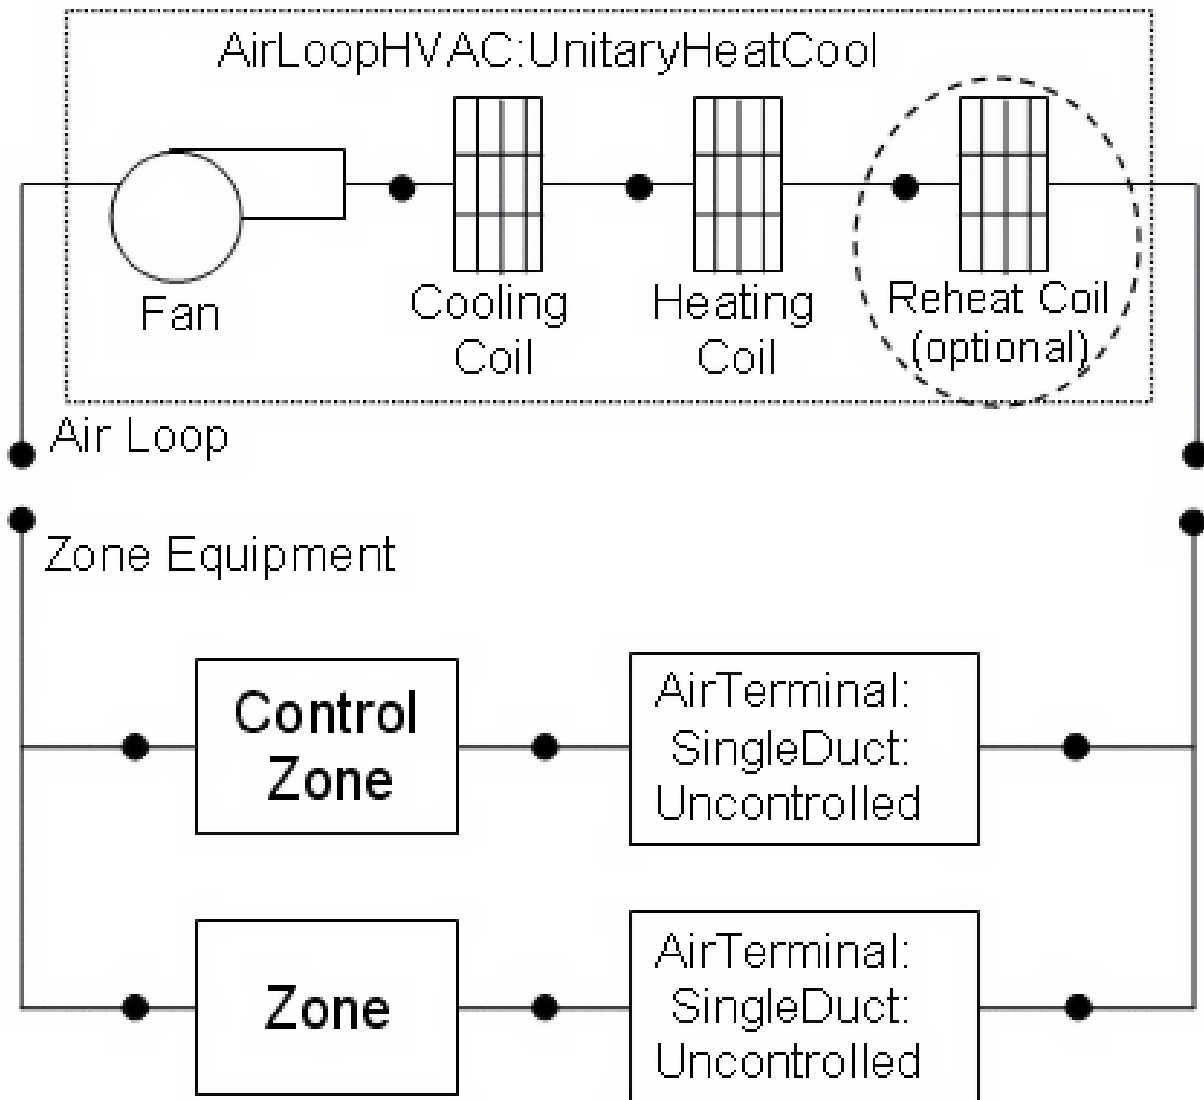 AirLoopHVAC:UnitaryHeatCool
Fan
Cooling
Coil
Heating
Coil
Reheat Coil
(optional)
Air Loop
Zone Equipment
Control
Zone
AirTerminal:
SingleDuct:
Uncontrolled
Zone
AirTerminal:
SingleDuct:
Uncontrolled